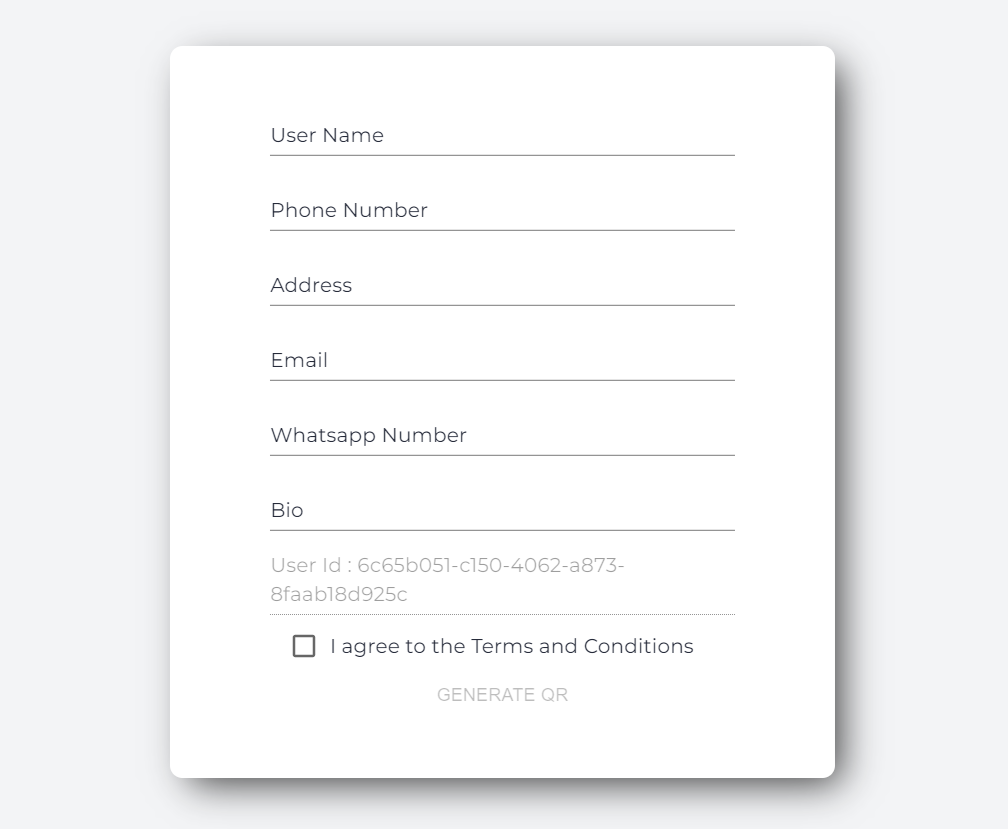 User Name
Phone Number
Address
Email
Whatsapp Number
Bio
User Id : 6c65b051-c150-4062-a873-
8faab18d925c
I agree to the Terms and Conditions
GENERATE QR